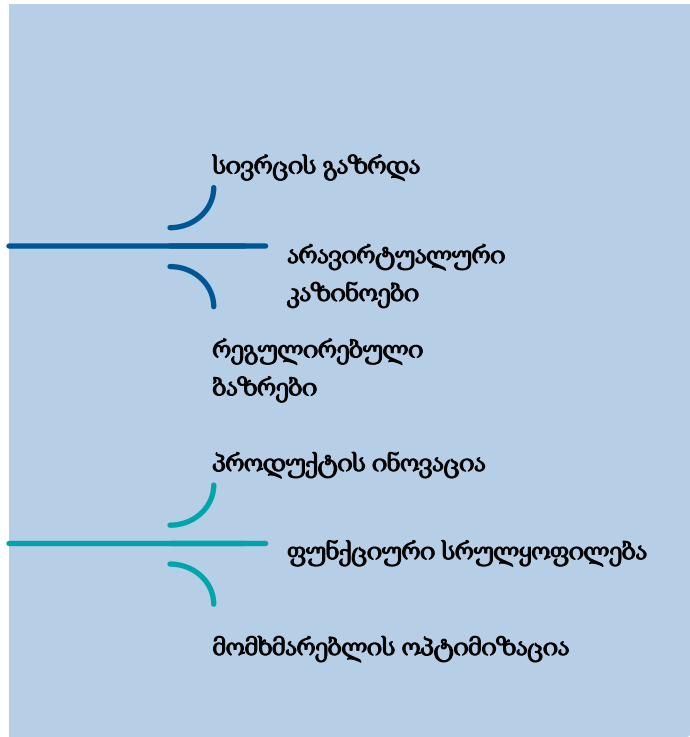 სივრცის გაზრდა
არავირტუალური
კაზინოები
რეგულირებული
ბაზრები
პროდუქტის ინოვაცია
ფუნქციური სრულყოფილება
მომხმარებლის ოპტიმიზაცია